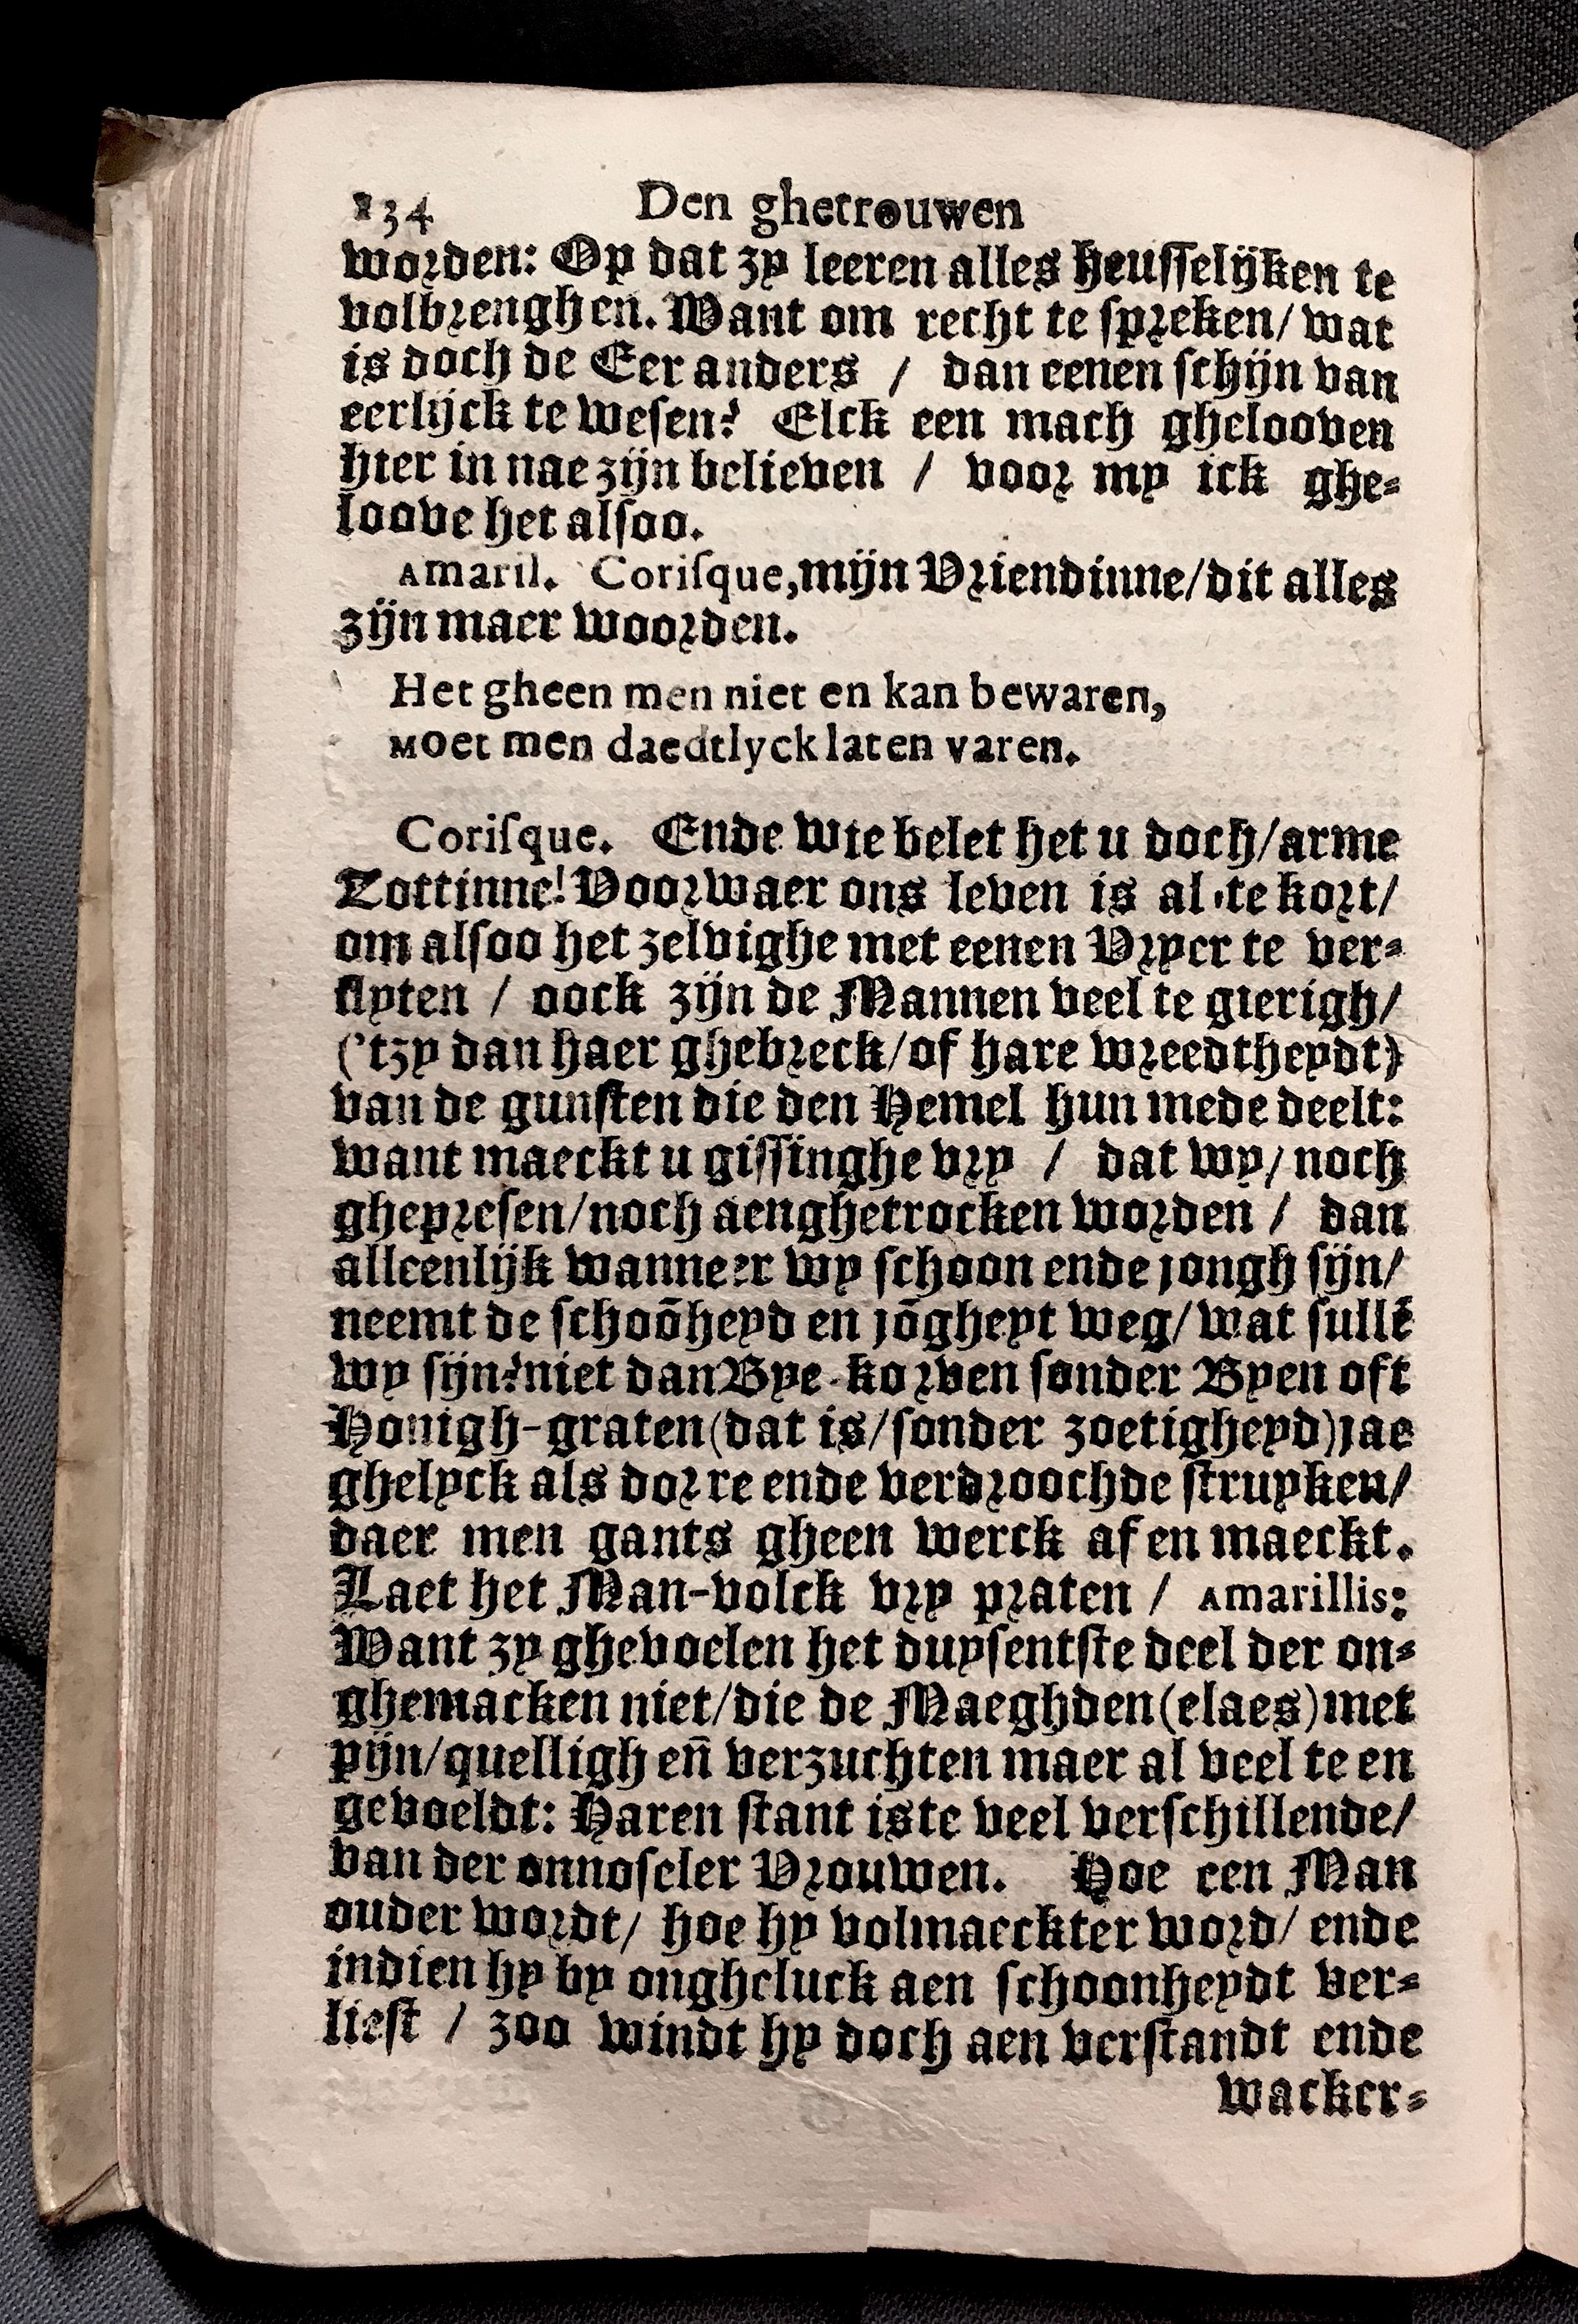 134 Den ghetrouwen
worden: Op dat zy leeren alles heusselijken te
volbrenghen. Want om recht te spreken/ wat
is doch de Eer anders / dan eenen schijn van
eerlijck te wesen? Elck een mach ghelooven
hier in nae zijn believen / voor my ick ghe-
loove het alsoo.
Amaril. Corisque, mijn Vriendinne/ dit alles
zijn maer woorden.
Het gheen men niet en kan bewaren,
Moet men daedtlyck laten varen.
Corisque. Ende wie belet het u doch/ arme
Zottinne! Voorwaer ons leven is al te kort/
om alsoo het zelvighe met eenen Vryer te ver-
slyten / oock zijn de Mannen veel te gierigh/
('tzy dan haer ghebreck/ of hare wreedtheydt)
van de gunsten die den Hemel hun mede deelt:
want maeckt u gissinghe vry / dat wy/ noch
ghepresen/ noch aenghetrocken worden / dan
alleenlijk wanneer wy schoon ende jongh sijn/
neemt de schoōheyd en jōgheyt weg/ wat sullē
wy sijn? niet dan Bye-korven sonder Byen oft
Honigh-graten (dat is/ sonder zoetigheyd) jae
ghelyck als dorre ende verdroochde struyken/
daer men gants gheen werck af en maeckt.
Laet het Man-volck vry praten / Amarillis:
Want zy ghevoelen het duysentste deel der on-
ghemacken niet/ die de Maeghden (elaes) met
pijn/ quelligh en̄ verzuchten maer al veel te en
gevoeldt: Haren stant is te veel verschillende/
van der onnoseler Vrouwen. Hoe een Man
ouder wordt/ hoe hy volmaeckter word/ ende
indien hy by ongheluck aen schoonheydt ver-
liest / zoo windt hy doch aen verstandt ende
wacker-